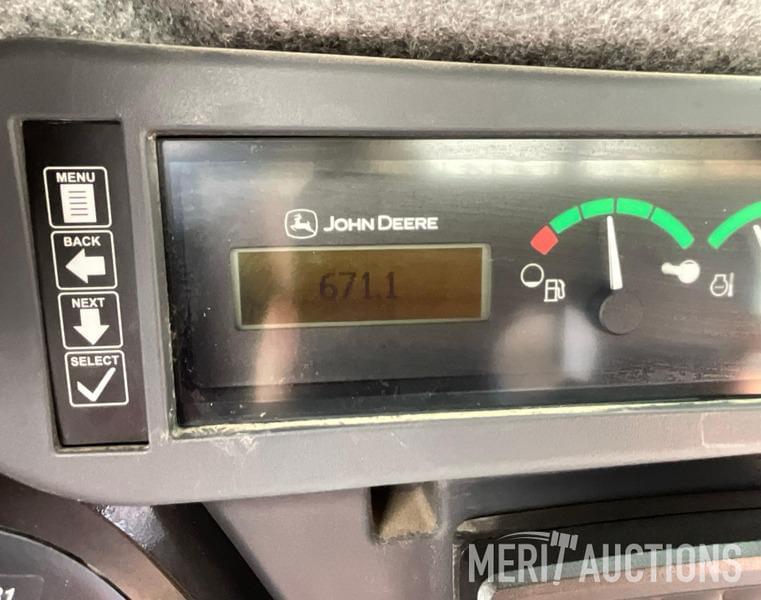 MENU
BACK
NEXT
SELECT
JOHN DEERE
671.1
MERIT AUCTIONS